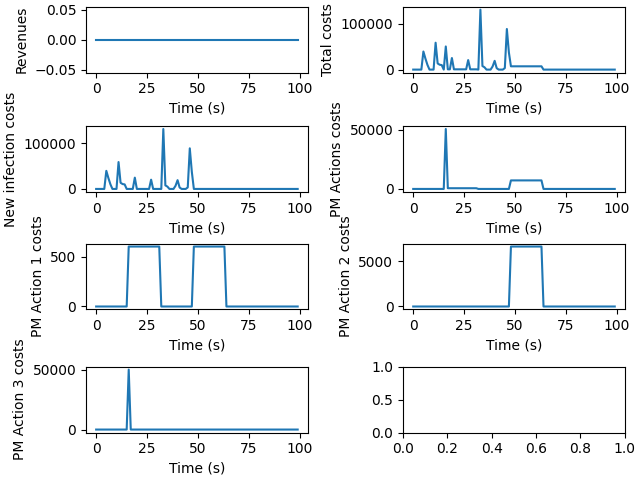 Revenues
0.05
0.00
−0.05
0 25 50 75 100
Time (s)
Total costs
100000
0
0 25 50 75 100
Time (s)
New infection costs
100000
0
0 25 50 75 100
Time (s)
PM Actions costs
50000
0
0 25 50 75 100
Time (s)
PM Action 1 costs
500
0
0 25 50 75 100
Time (s)
PM Action 2 costs
5000
0
0 25 50 75 100
Time (s)
PM Action 3 costs
50000
0
0 25 50 75 100
Time (s)
1.0
0.5
0.0
0.0 0.2 0.4 0.6 0.8 1.0